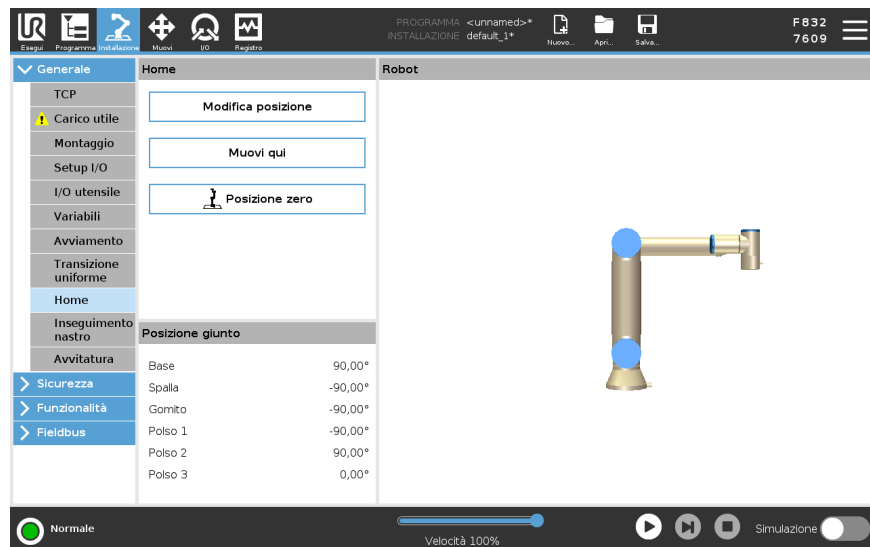 PROGRAMMA <unnamed>*
INSTALLAZIONE default_1*
F832
7609
Esegui Programma Installazione Muovi I/O Registro
Nuovo... Apri... Salva...
Generale
TCP
Carico utile
Montaggio
Setup I/O
I/O utensile
Variabili
Avviamento
Transizione
uniforme
Home
Inseguimento
nastro
Avvitatura
Sicurezza
Funzionalità
Fieldbus
Home
Modifica posizione
Muovi qui
Posizione zero
Posizione giunto
Base 90,00°
Spalla -90,00°
Gomito -90,00°
Polso 1 -90,00°
Polso 2 90,00°
Polso 3 0,00°
Robot
Normale
Velocità 100%
Simulazione